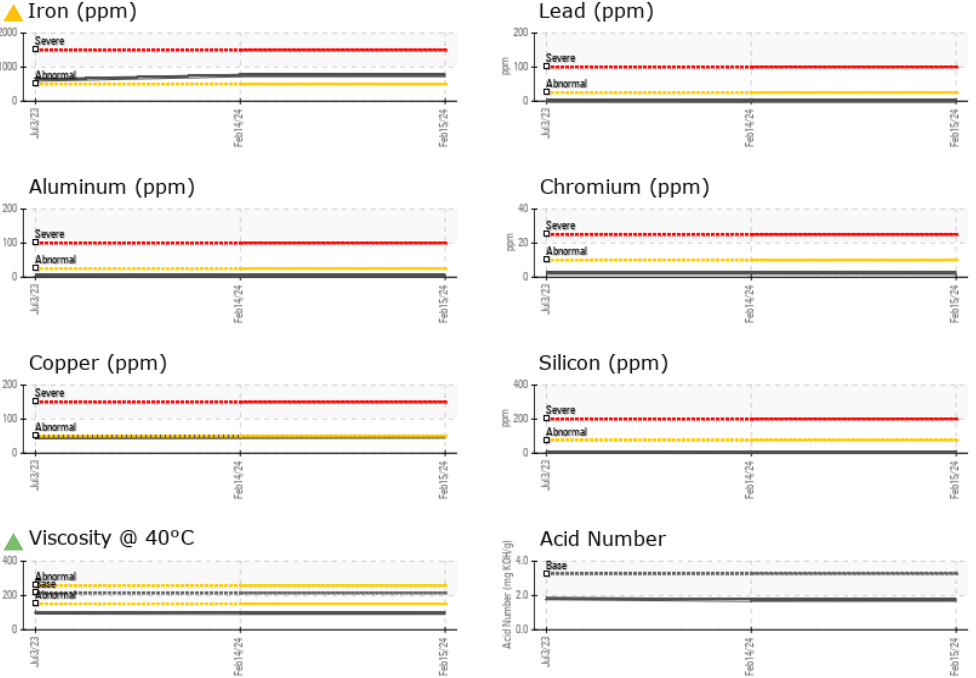 Iron (ppm)
2000
1000
0
Severe
Abnormal
Jul3/23
Feb14/24
Feb15/24
Lead (ppm)
ppm
200
100
0
Severe
Abnormal
Jul3/23
Feb14/24
Feb15/24
Aluminum (ppm)
200
100
0
Severe
Abnormal
Jul3/23
Feb14/24
Feb15/24
Chromium (ppm)
ppm
40
20
0
Severe
Abnormal
Jul3/23
Feb14/24
Feb15/24
Copper (ppm)
200
100
0
Severe
Abnormal
Jul3/23
Feb14/24
Feb15/24
Silicon (ppm)
ppm
400
200
0
Severe
Abnormal
Jul3/23
Feb14/24
Feb15/24
Viscosity @ 40°C
400
200
0
Abnormal
Base
Abnormal
Jul3/23
Feb14/24
Feb15/24
Acid Number
Acid Number (mg KOH/g)
4.0
2.0
0.0
Base
Jul3/23
Feb14/24
Feb15/24